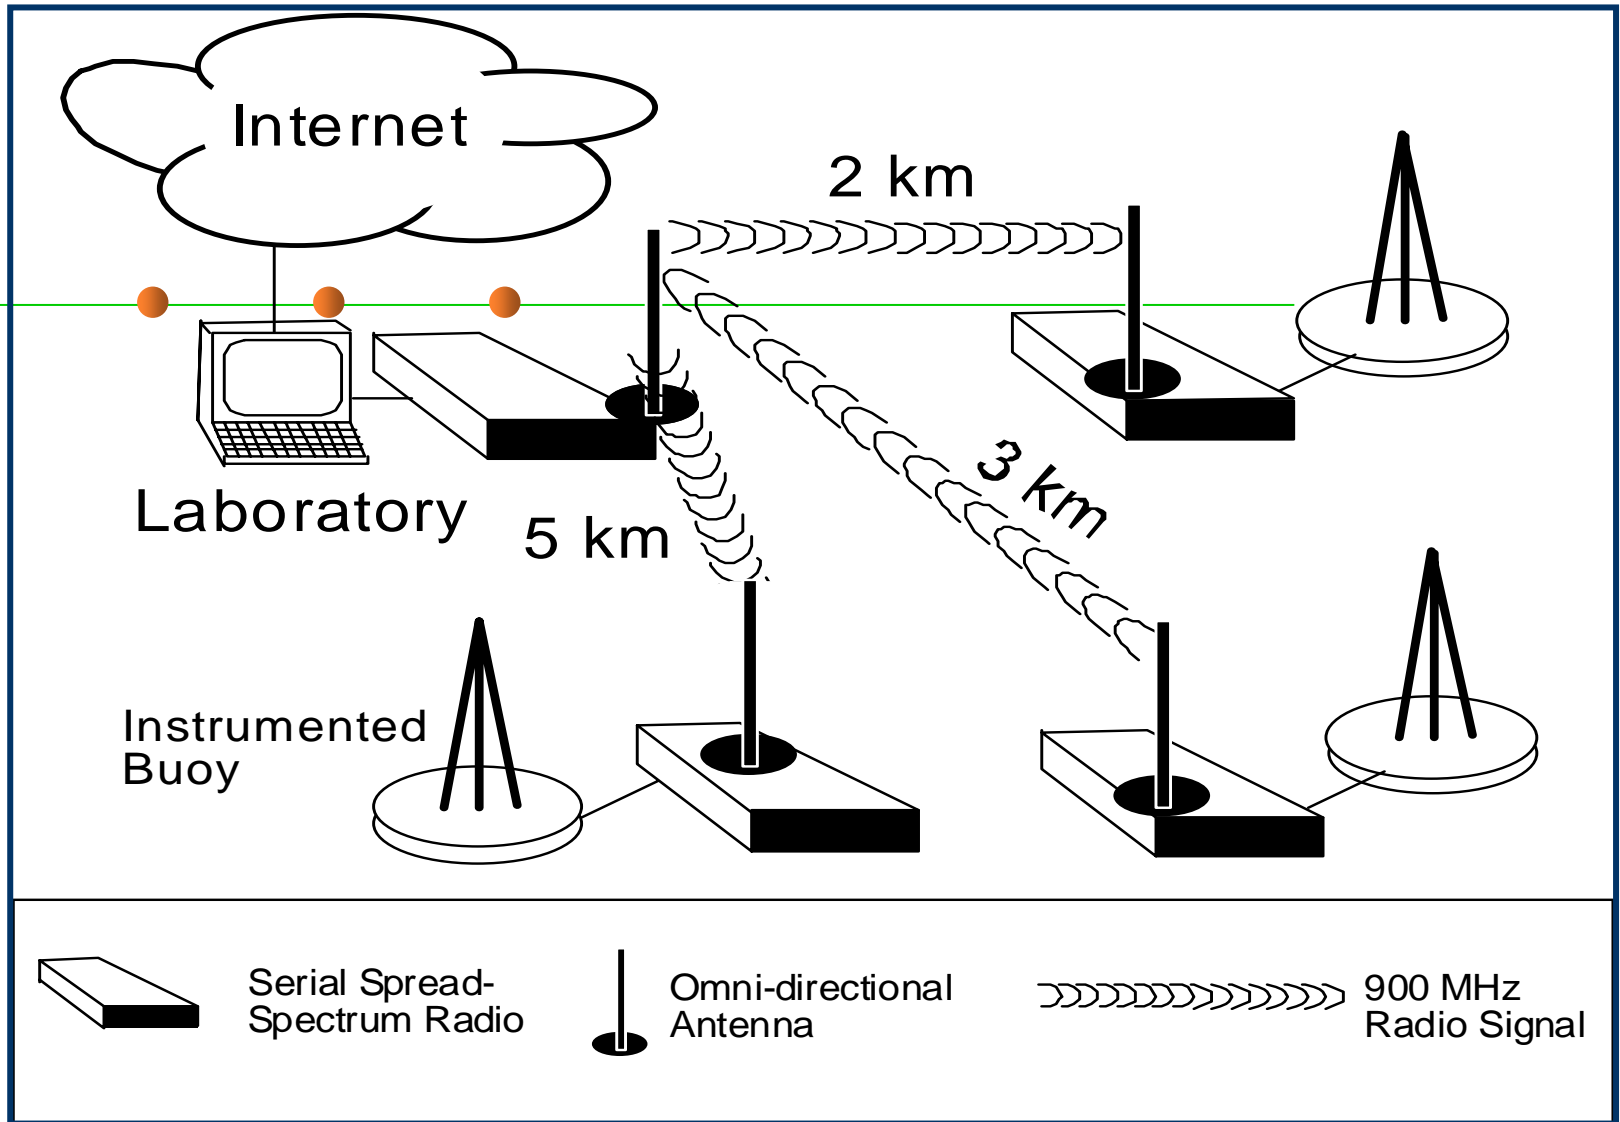 Internet
2 km
Laboratory
5 km
3 km
Instrumented
Buoy
Serial Spread-
Spectrum Radio
Omni-directional
Antenna
900 MHz
Radio Signal